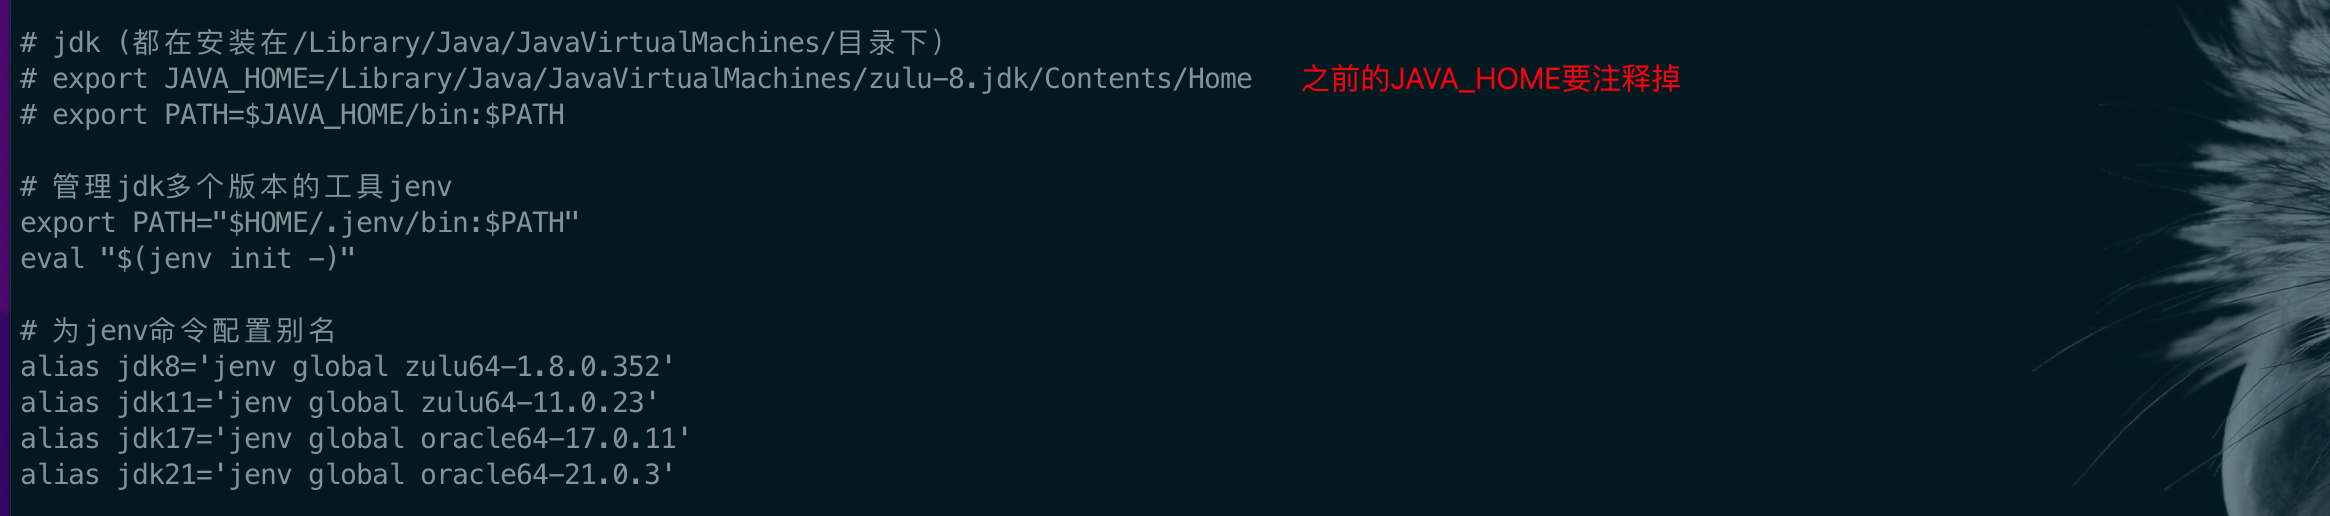 # jdk (都在安装在/Library/Java/JavaVirtualMachines/目录下)
# export JAVA_HOME=/Library/Java/JavaVirtualMachines/zulu-8.jdk/Contents/Home 之前的JAVA_HOME要注释掉
# export PATH=$JAVA_HOME/bin:$PATH
# 管理jdk多个版本的工具jenv
export PATH="$HOME/.jenv/bin:$PATH"
eval "$(jenv init -)"
# 为jenv命令配置别名
alias jdk8='jenv global zulu64-1.8.0.352'
alias jdk11='jenv global zulu64-11.0.23'
alias jdk17='jenv global oracle64-17.0.11'
alias jdk21='jenv global oracle64-21.0.3'